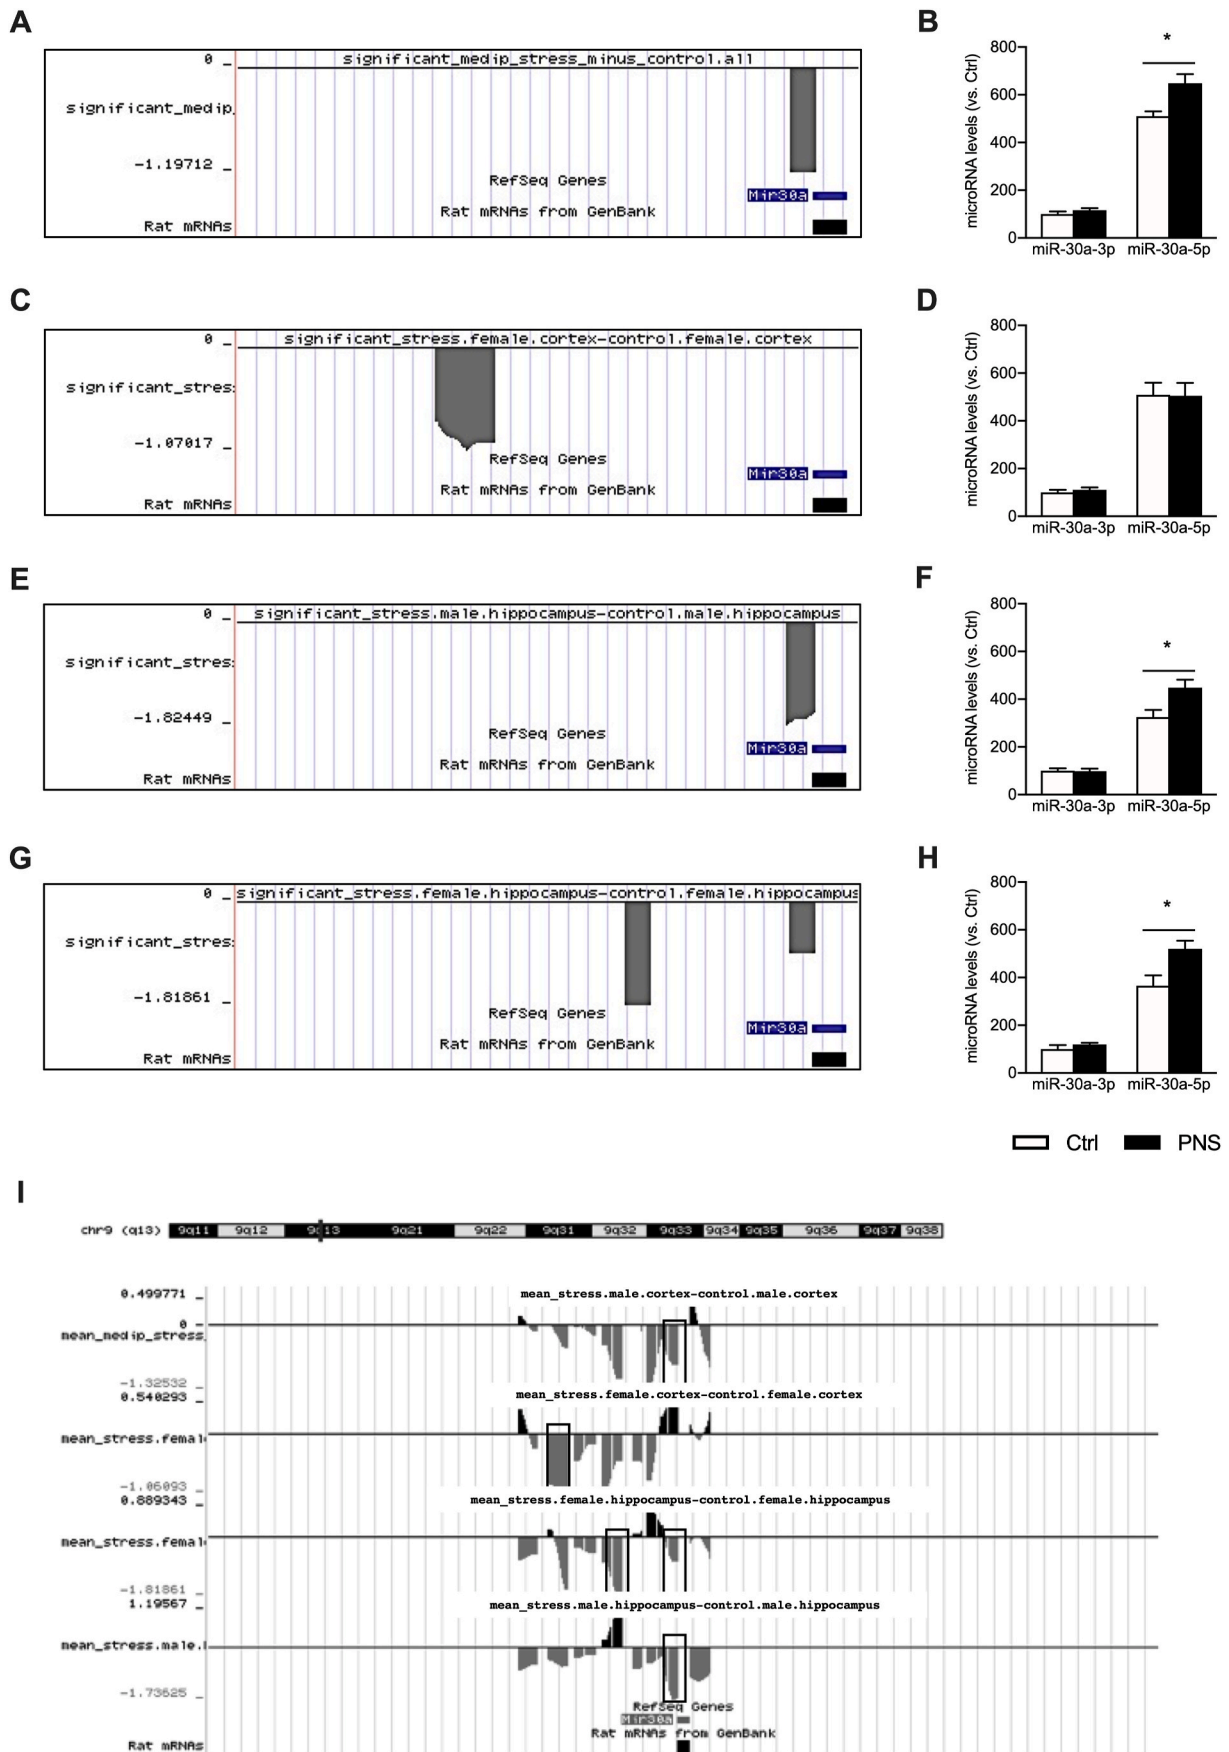 A
0 _
significant_medip_stress_minus_control.all
significant_medip
-1.19712 _
RefSeq Genes
Mir30a
Rat mRNAs from GenBank
Rat mRNAs
B
microRNA levels (vs. Ctrl)
800
600
400
200
0
*
miR-30a-3p
miR-30a-5p
C
0 _
significant_stress.female.cortex-control.female.cortex
significant_stres
-1.07017 _
RefSeq Genes
Mir30a
Rat mRNAs from GenBank
Rat mRNAs
D
microRNA levels (vs. Ctrl)
800
600
400
200
0
miR-30a-3p
miR-30a-5p
E
0 _
significant_stress.male.hippocampus-control.male.hippocampus
significant_stres
-1.82449 _
RefSeq Genes
Mir30a
Rat mRNAs from GenBank
Rat mRNAs
F
microRNA levels (vs. Ctrl)
800
600
400
200
0
*
miR-30a-3p
miR-30a-5p
G
0 _
significant_stress.female.hippocampus-control.female.hippocampus
significant_stres
-1.81861 _
RefSeq Genes
Mir30a
Rat mRNAs from GenBank
Rat mRNAs
H
microRNA levels (vs. Ctrl)
800
600
400
200
0
*
miR-30a-3p
miR-30a-5p
Ctrl
PNS
I
chr9 (q13) 9q11 9q12 9q13 9q21 9q22 9q31 9q32 9q33 9q34 9q35 9q36 9q37 9q38
0.499771 _
mean_stress.male.cortex-control.male.cortex
0 _
mean_medip_stress
-1.32532 _
0.540293 _
mean_stress.female.cortex-control.female.cortex
mean_stress.femal
-1.06093 _
0.889343 _
mean_stress.female.hippocampus-control.female.hippocampus
mean_stress.femal
-1.81861 _
1.19567 _
mean_stress.male.hippocampus-control.male.hippocampus
mean_stress.male.
-1.73625 _
RefSeq Genes
Mir30a
Rat mRNAs from GenBank
Rat mRNAs